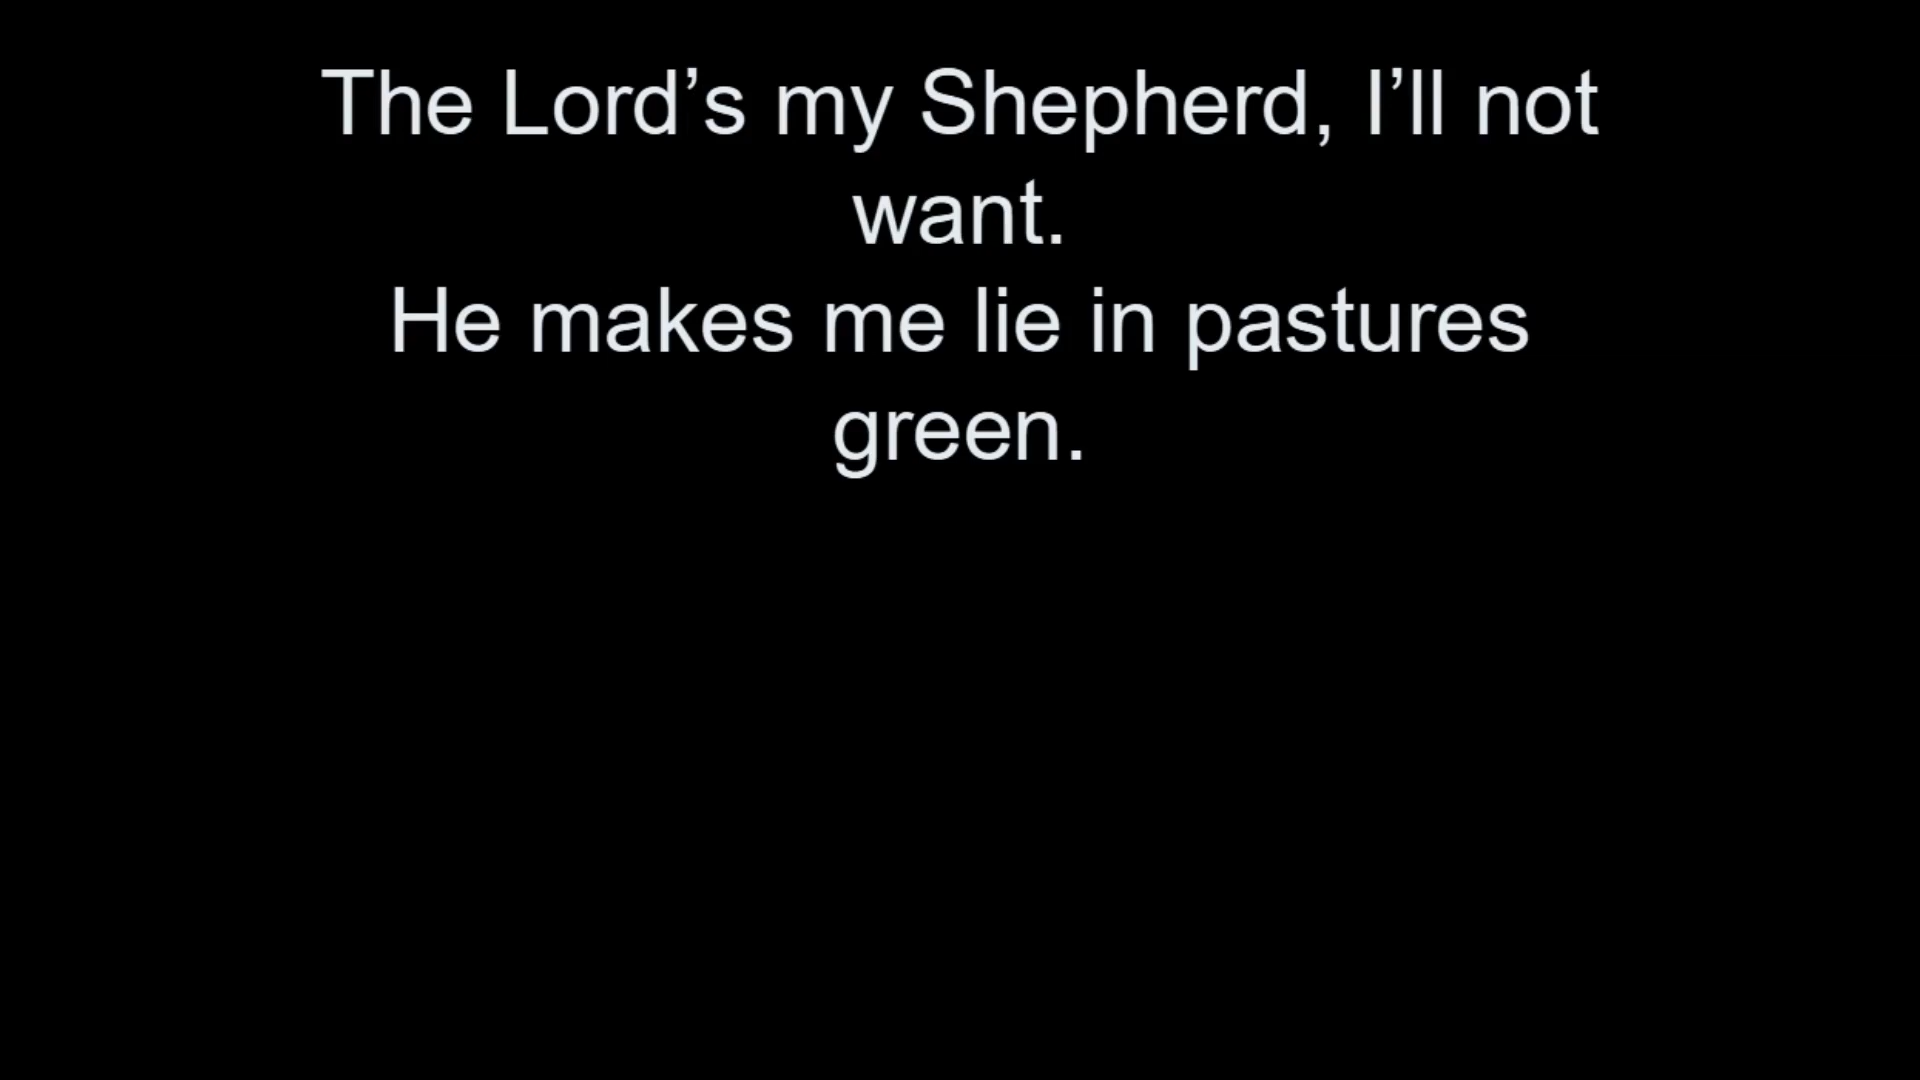 The Lord’s my Shepherd, I’ll not
want.
He makes me lie in pastures
green.